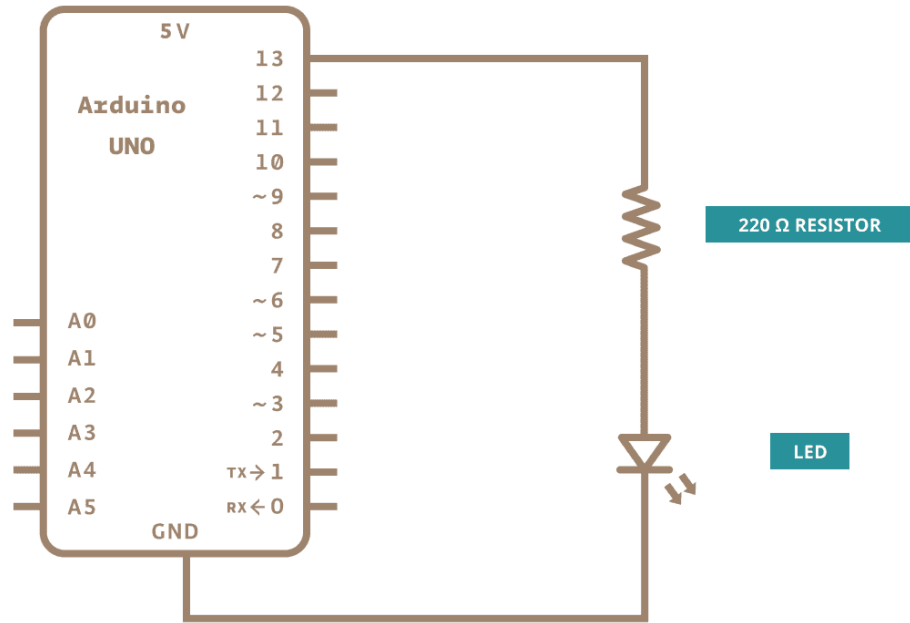 5V
Arduino
UNO
13
12
11
10
~9
8
7
~6
~5
4
~3
2
TX→1
RX←0
A0
A1
A2
A3
A4
A5
GND
220 Ω RESISTOR
LED